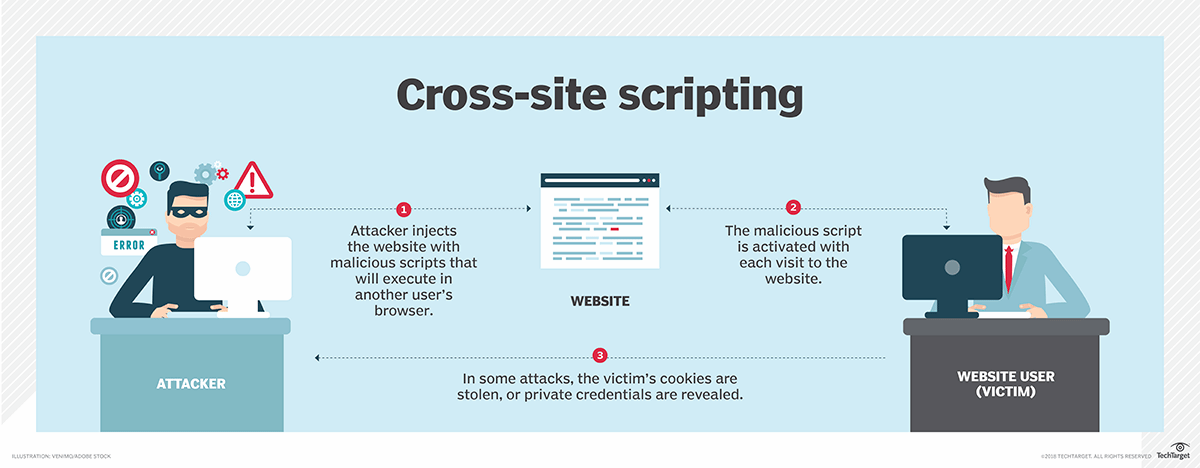 Cross-site scripting
ERROR
1
Attacker injects
the website with
malicious scripts that
will execute in
another user's
browser.
WEBSITE
2
The malicious script
is activated with
each visit to the
website.
ATTACKER
3
In some attacks, the victim's cookies are
stolen, or private credentials are revealed.
WEBSITE USER
(VICTIM)
ILLUSTRATION: VENIMO/ADOBE STOCK
©2018 TECHTARGET. ALL RIGHTS RESERVED
TechTarget